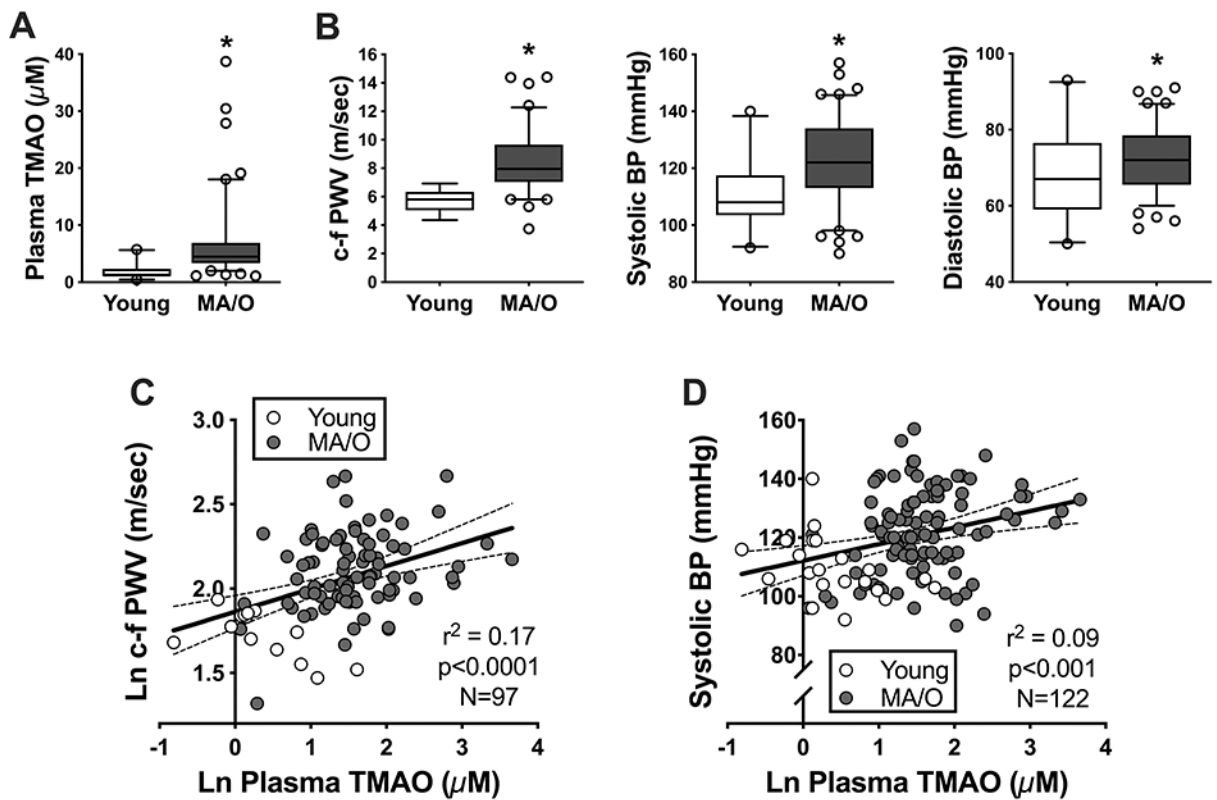 A
Plasma TMAO (μM)
40
30
20
10
0
*
Young
MA/O
B
c-f PWV (m/sec)
16
14
12
10
8
6
4
2
0
*
Young
MA/O
Systolic BP (mmHg)
160
140
120
100
80
*
Young
MA/O
Diastolic BP (mmHg)
100
80
60
40
*
Young
MA/O
C
Ln c-f PWV (m/sec)
3.0
2.5
2.0
1.5
Young
MA/O
r² = 0.17
p<0.0001
N=97
-1 0 1 2 3 4
Ln Plasma TMAO (μM)
D
Systolic BP (mmHg)
160
140
120
100
80
r² = 0.09
p<0.001
N=122
Young
MA/O
-1 0 1 2 3 4
Ln Plasma TMAO (μM)